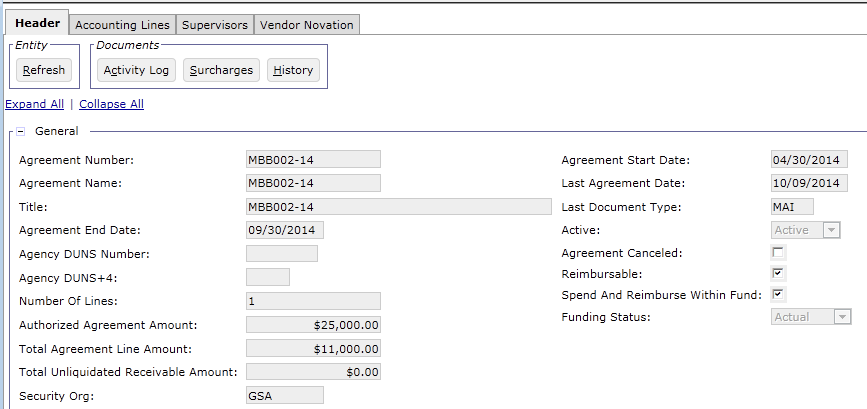 Header Accounting Lines Supervisors Vendor Novation
Entity Documents
Refresh Activity Log Surcharges History
Expand All | Collapse All
General
Agreement Number: MBB002-14 Agreement Start Date: 04/30/2014
Agreement Name: MBB002-14 Last Agreement Date: 10/09/2014
Title: MBB002-14 Last Document Type: MAI
Agreement End Date: 09/30/2014 Active: Active
Agency DUNS Number: Agreement Canceled:
Agency DUNS+4: Reimbursable:
Number Of Lines: 1 Spend And Reimburse Within Fund:
Authorized Agreement Amount: $25,000.00 Funding Status: Actual
Total Agreement Line Amount: $11,000.00
Total Unliquidated Receivable Amount: $0.00
Security Org: GSA